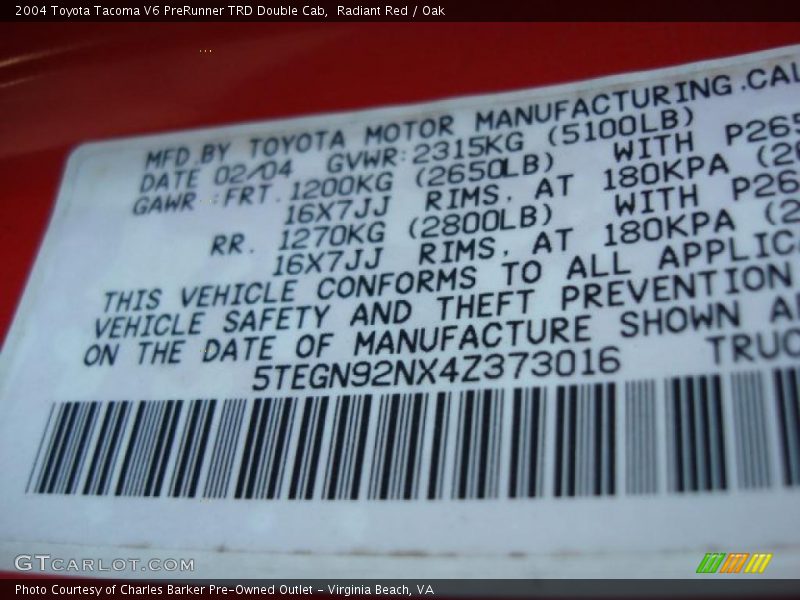 2004 Toyota Tacoma V6 PreRunner TRD Double Cab,  Radiant Red / Oak
MFD.BY TOYOTA MOTOR MANUFACTURING.CAL
DATE 02/04 GVWR:2315KG (5100LB)
GAWR :FRT. 1200KG (2650LB) WITH P265
16X7JJ RIMS, AT 180KPA (26
RR. 1270KG (2800LB) WITH P26
16X7JJ RIMS, AT 180KPA (2
THIS VEHICLE CONFORMS TO ALL APPLIC
VEHICLE SAFETY AND THEFT PREVENTION
ON THE DATE OF MANUFACTURE SHOWN A
5TEGN92NX4Z373016 TRUC
GTCARLOT.COM
Photo Courtesy of Charles Barker Pre-Owned Outlet - Virginia Beach, VA